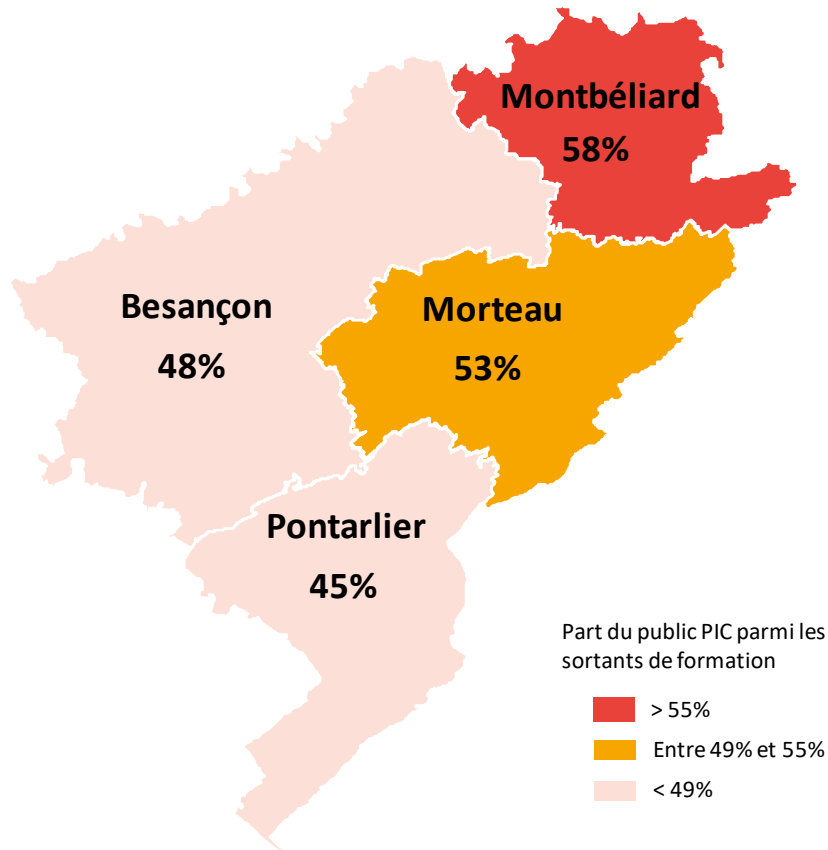 Montbéliard
58%
Besançon
48%
Morteau
53%
Pontarlier
45%
Part du public PIC parmi les
sortants de formation
> 55%
Entre 49% et 55%
< 49%